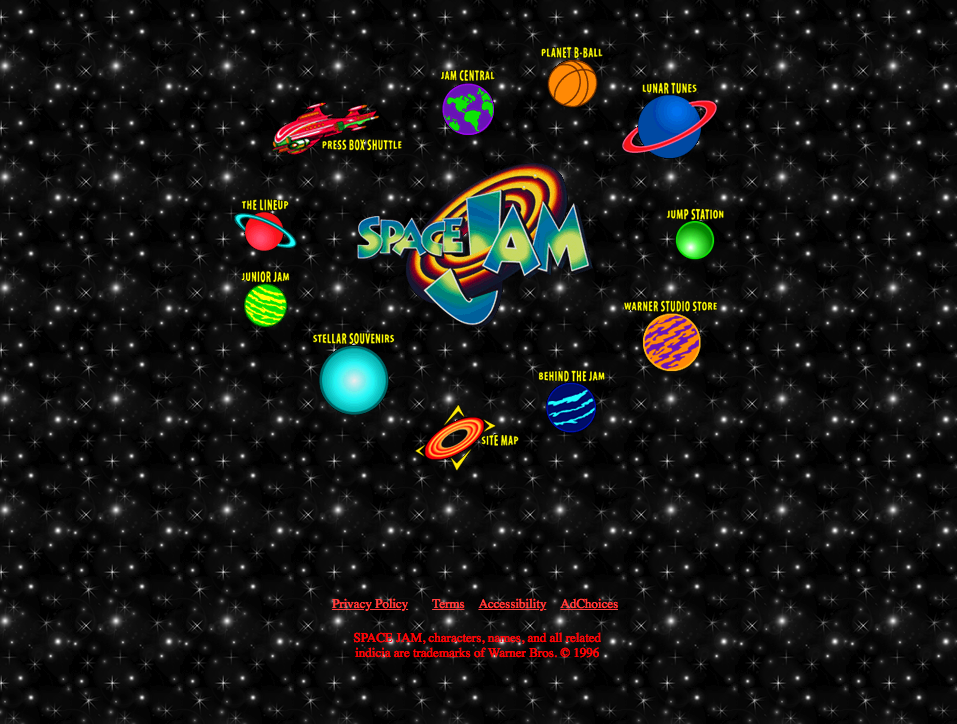 PLANET B-BALL
JAM CENTRAL
LUNAR TUNES
PRESS BOX SHUTTLE
THE LINEUP
SPACE JAM
JUMP STATION
JUNIOR JAM
WARNER STUDIO STORE
STELLAR SOUVENIRS
BEHIND THE JAM
SITE MAP
Privacy Policy Terms Accessibility AdChoices
SPACE JAM, characters, names, and all related
indicia are trademarks of Warner Bros. © 1996